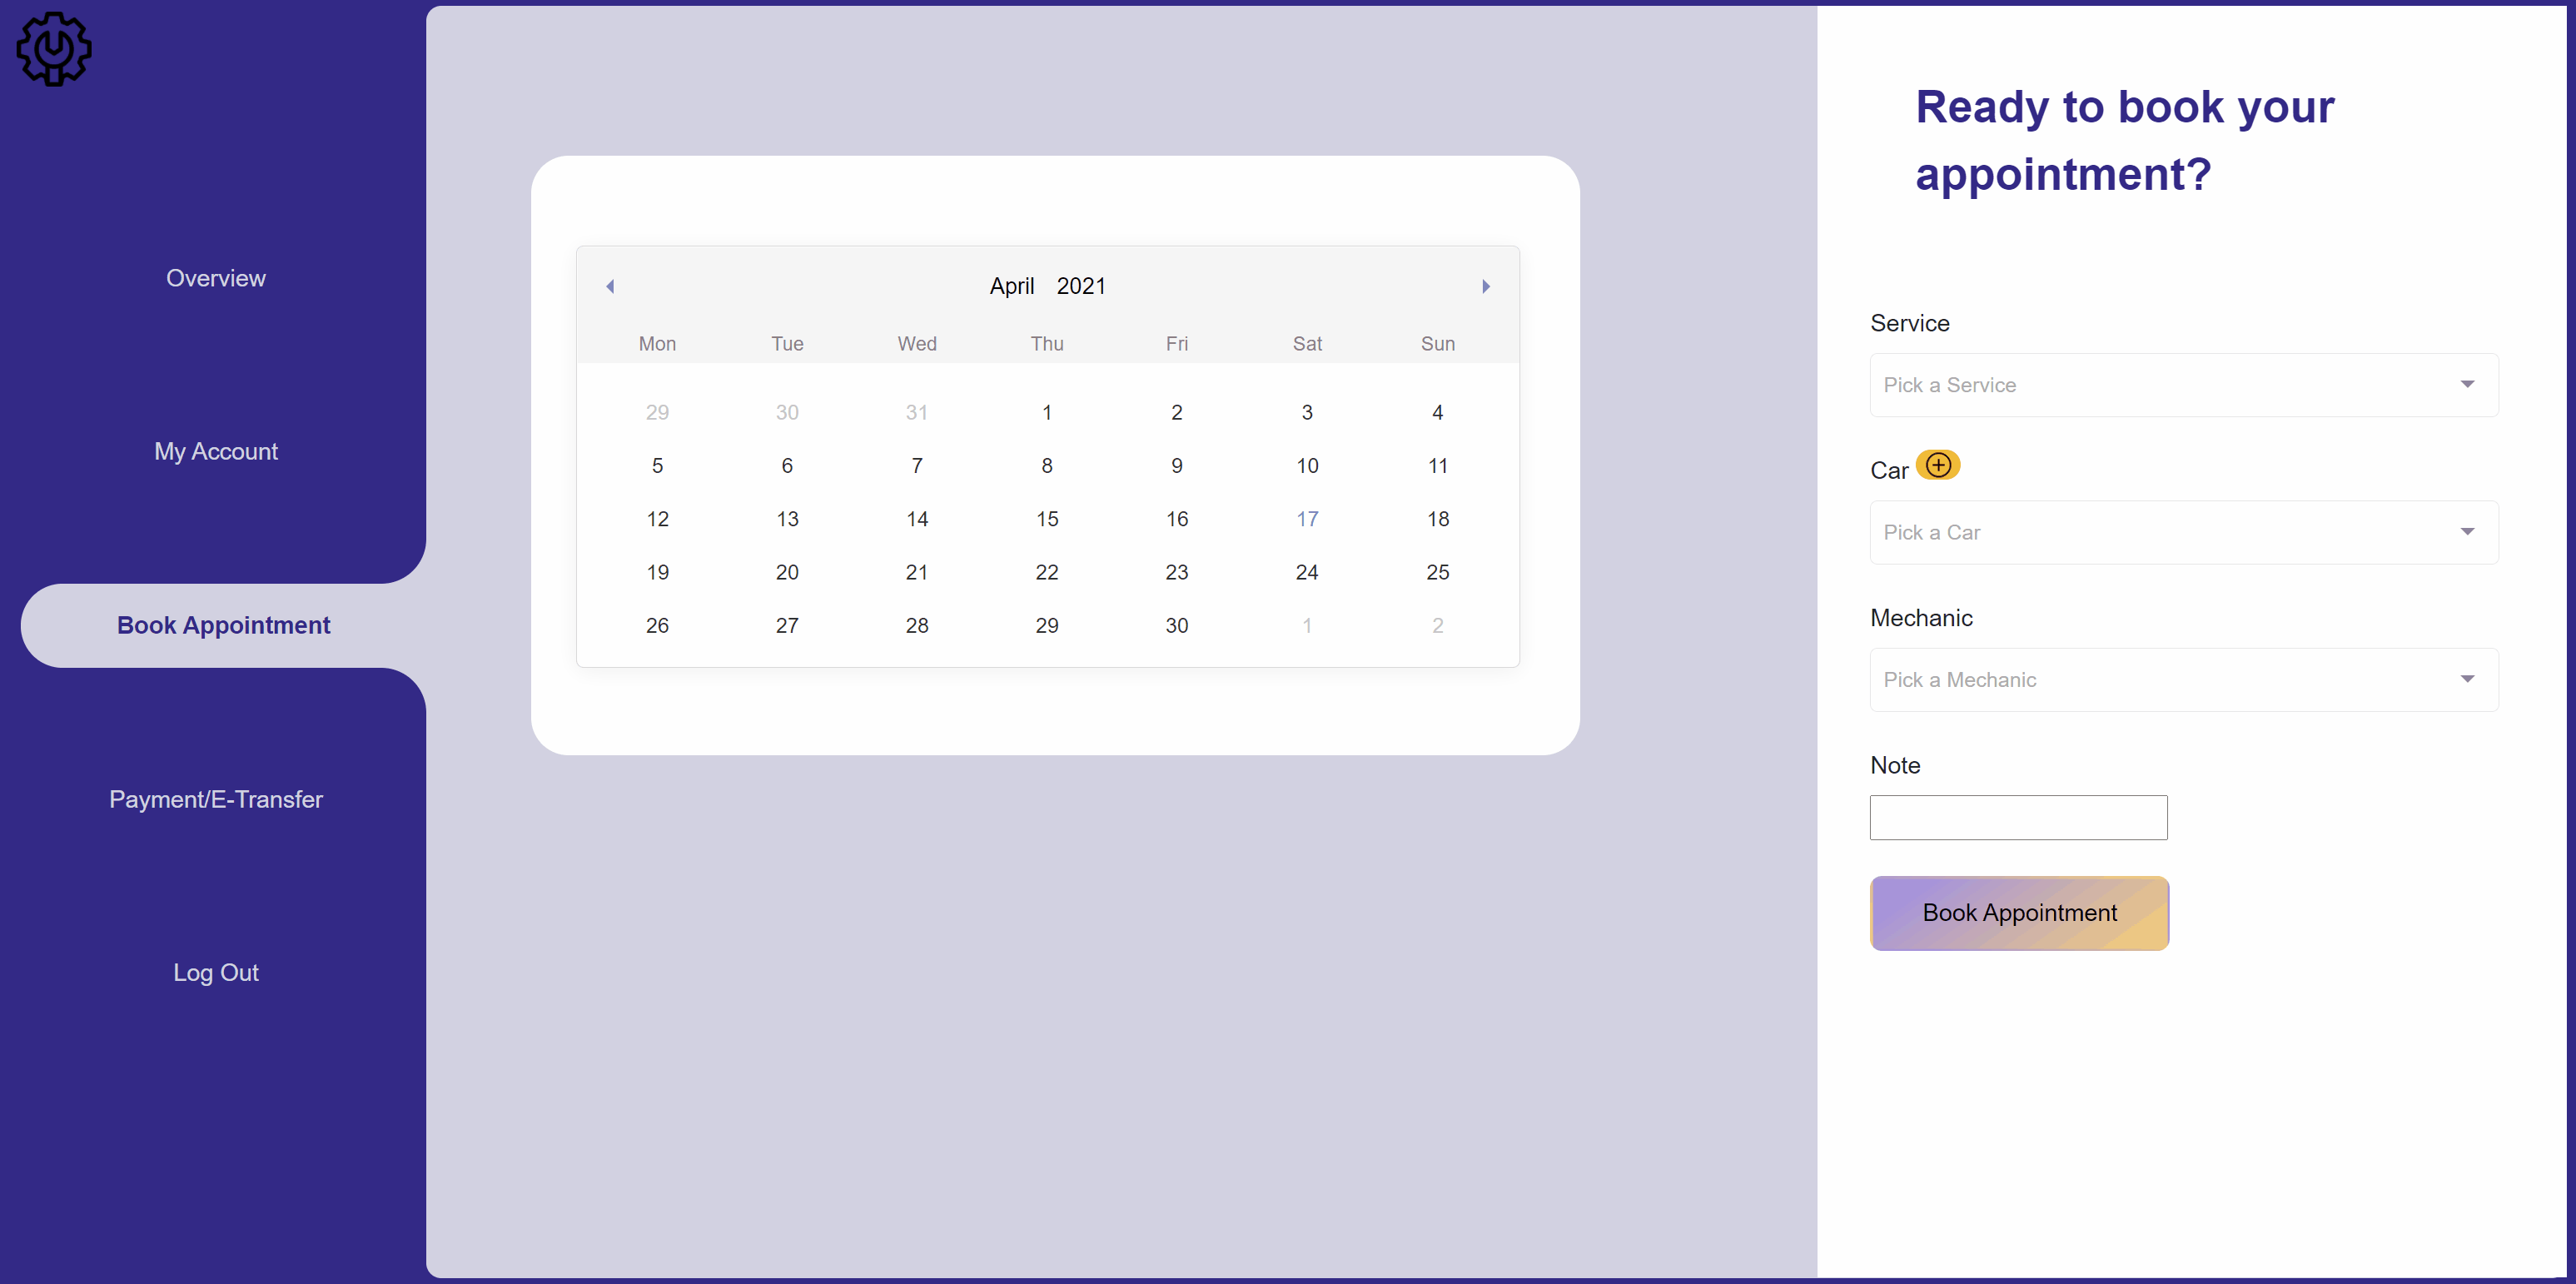 Overview
My Account
Book Appointment
Payment/E-Transfer
Log Out
April 2021
Mon Tue Wed Thu Fri Sat Sun
29 30 31 1 2 3 4
5 6 7 8 9 10 11
12 13 14 15 16 17 18
19 20 21 22 23 24 25
26 27 28 29 30 1 2
Ready to book your
appointment?
Service
Pick a Service
Car
Pick a Car
Mechanic
Pick a Mechanic
Note
Book Appointment